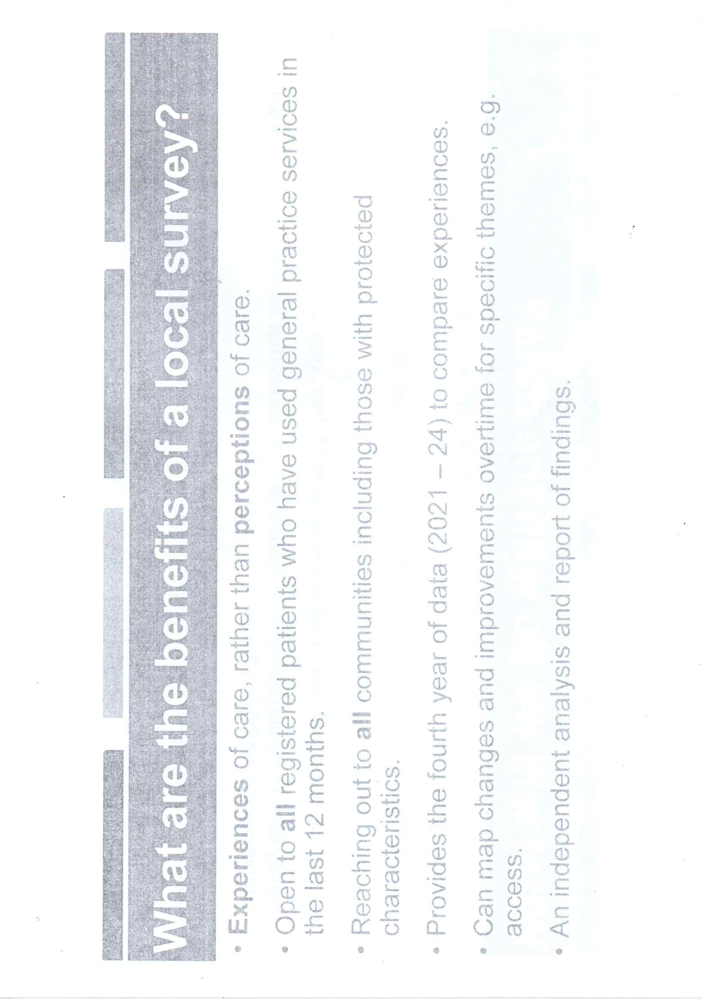 What are the benefits of a local survey?
• Experiences of care, rather than perceptions of care.
• Open to all registered patients who have used general practice services in
the last 12 months.
• Reaching out to all communities including those with protected
characteristics.
• Provides the fourth year of data (2021 – 24) to compare experiences.
• Can map changes and improvements overtime for specific themes, e.g.
access.
• An independent analysis and report of findings.